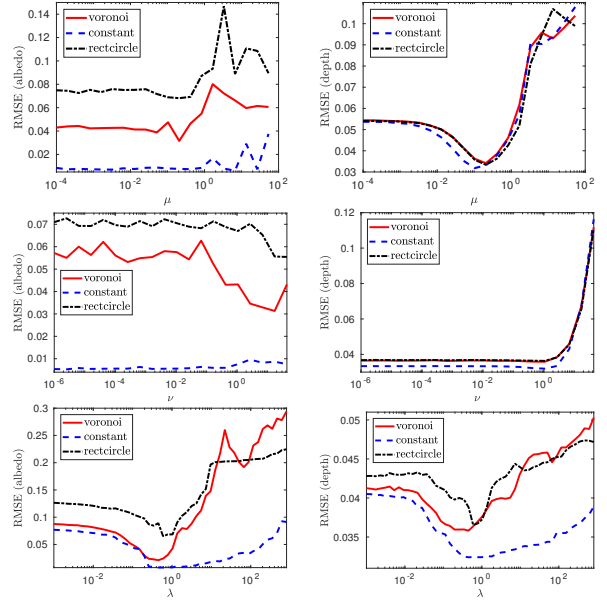 RMSE (albedo)
0.14
0.12
0.1
0.08
0.06
0.04
0.02
voronoi
constant
rectcircle
10^-4
10^-2
10^0
10^2
μ
RMSE (depth)
0.1
0.09
0.08
0.07
0.06
0.05
0.04
0.03
voronoi
constant
rectcircle
10^-4
10^-2
10^0
10^2
μ
RMSE (albedo)
0.07
0.06
0.05
0.04
0.03
0.02
0.01
voronoi
constant
rectcircle
10^-6
10^-4
10^-2
10^0
ν
RMSE (depth)
0.12
0.1
0.08
0.06
0.04
voronoi
constant
rectcircle
10^-6
10^-4
10^-2
10^0
ν
RMSE (albedo)
0.3
0.25
0.2
0.15
0.1
0.05
voronoi
constant
rectcircle
10^-2
10^0
10^2
λ
RMSE (depth)
0.05
0.045
0.04
0.035
voronoi
constant
rectcircle
10^-2
10^0
10^2
λ